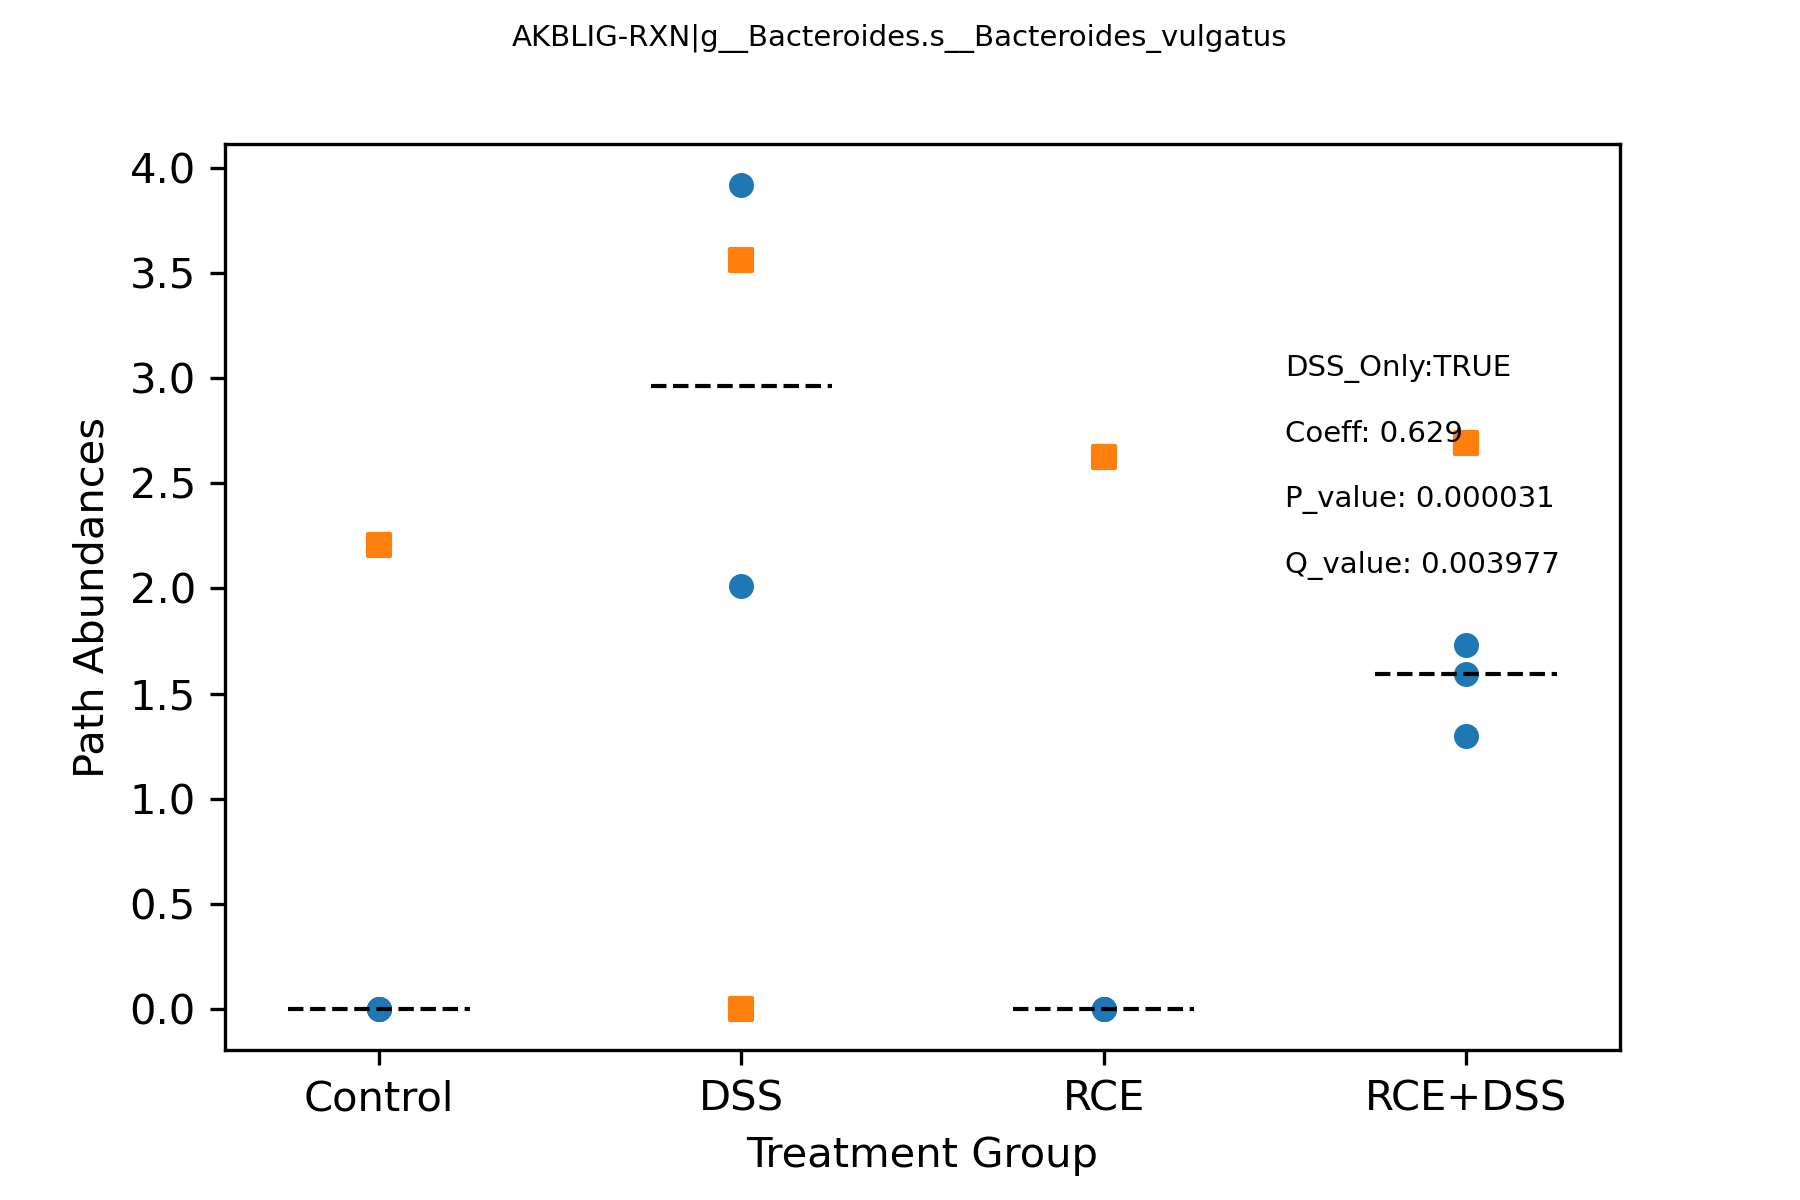 AKBLIG-RXN|g__Bacteroides.s__Bacteroides_vulgatus
4.0
3.5
3.0
2.5
2.0
1.5
1.0
0.5
0.0
Path Abundances
DSS_Only:TRUE
Coeff: 0.629
P_value: 0.000031
Q_value: 0.003977
Control
DSS
RCE
RCE+DSS
Treatment Group